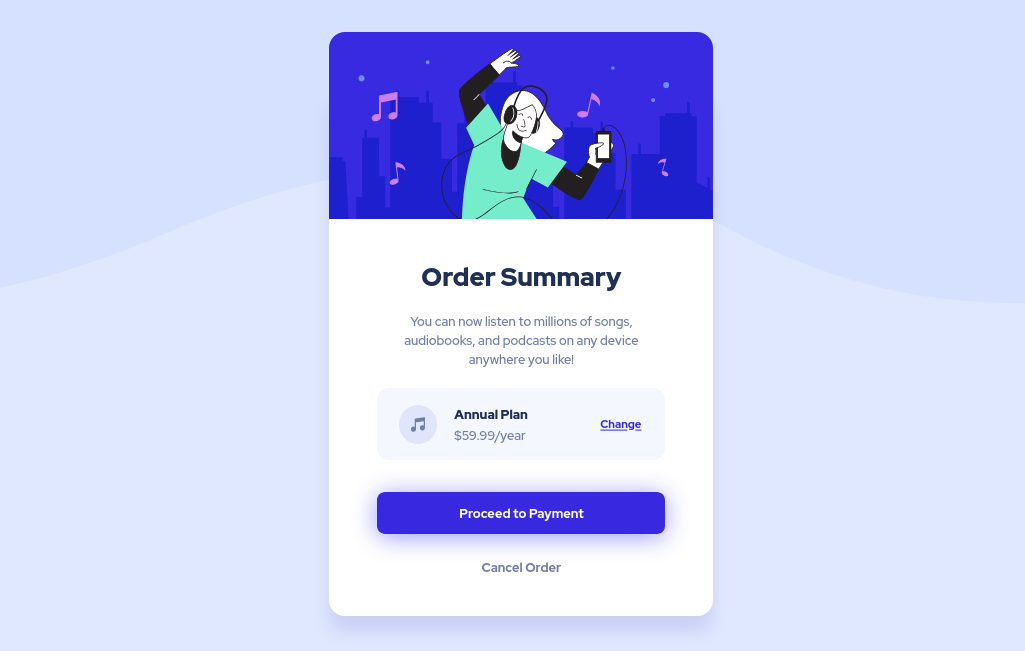 Order Summary
You can now listen to millions of songs,
audiobooks, and podcasts on any device
anywhere you like!
Annual Plan
$59.99/year
Change
Proceed to Payment
Cancel Order